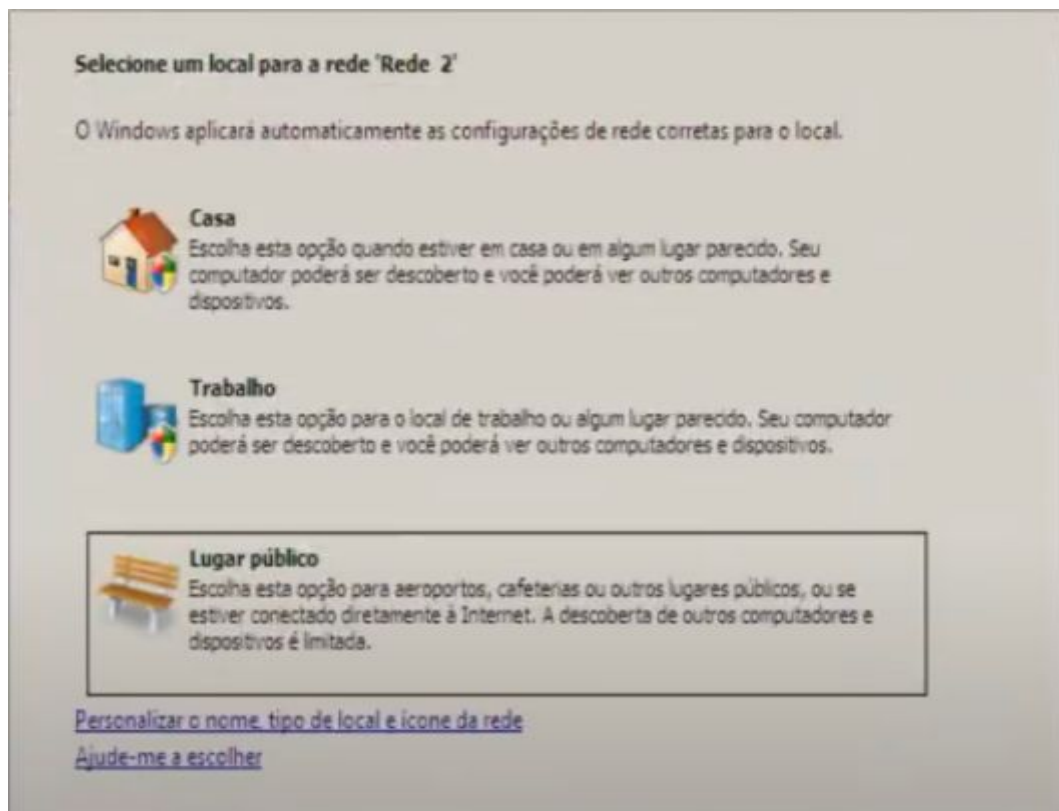 Selecione um local para a rede 'Rede 2'
O Windows aplicará automaticamente as configurações de rede corretas para o local.
Casa
Escolha esta opção quando estiver em casa ou em algum lugar parecido. Seu
computador poderá ser descoberto e você poderá ver outros computadores e
dispositivos.
Trabalho
Escolha esta opção para o local de trabalho ou algum lugar parecido. Seu computador
poderá ser descoberto e você poderá ver outros computadores e dispositivos.
Lugar público
Escolha esta opção para aeroportos, cafeterias ou outros lugares públicos, ou se
estiver conectado diretamente à Internet. A descoberta de outros computadores e
dispositivos é limitada.
Personalizar o nome, tipo de local e ícone da rede
Ajude-me a escolher